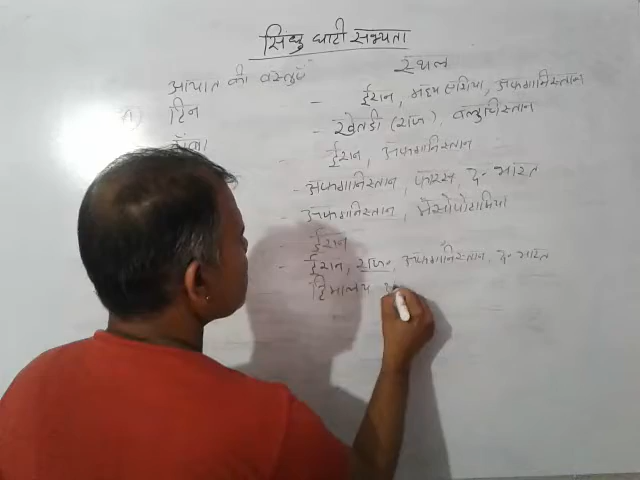 सिन्धु घाटी सभ्यता
आयात की वस्तुएँ स्थल
टिन - ईरान, मध्य एशिया, अफगानिस्तान
- खेतडी (राज.), बलुचिस्तान
- ईरान, अफगानिस्तान
- अफगानिस्तान, फारस, द. भारत
- अफगानिस्तान, मेसोपोटामिया
- ईरान
- ईरान, राज., अफगानिस्तान, द. भारत
हिमालय